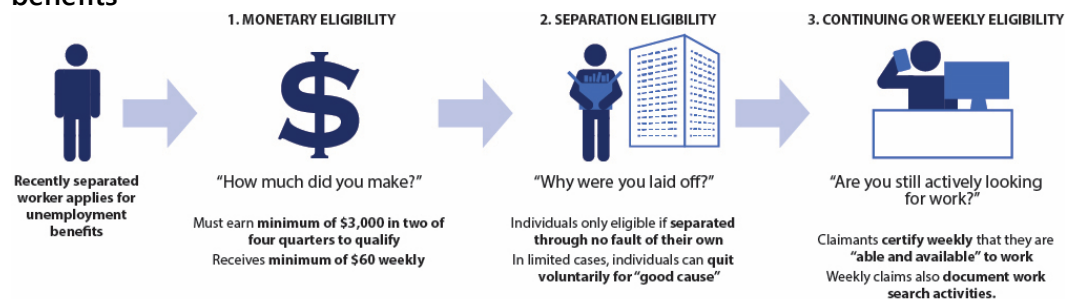 benefits
1. MONETARY ELIGIBILITY
2. SEPARATION ELIGIBILITY
3. CONTINUING OR WEEKLY ELIGIBILITY
Recently separated
worker applies for
unemployment
benefits
“How much did you make?”
Must earn minimum of $3,000 in two of
four quarters to qualify
Receives minimum of $60 weekly
“Why were you laid off?”
Individuals only eligible if separated
through no fault of their own
In limited cases, individuals can quit
voluntarily for “good cause”
“Are you still actively looking
for work?”
Claimants certify weekly that they are
“able and available” to work
Weekly claims also document work
search activities.